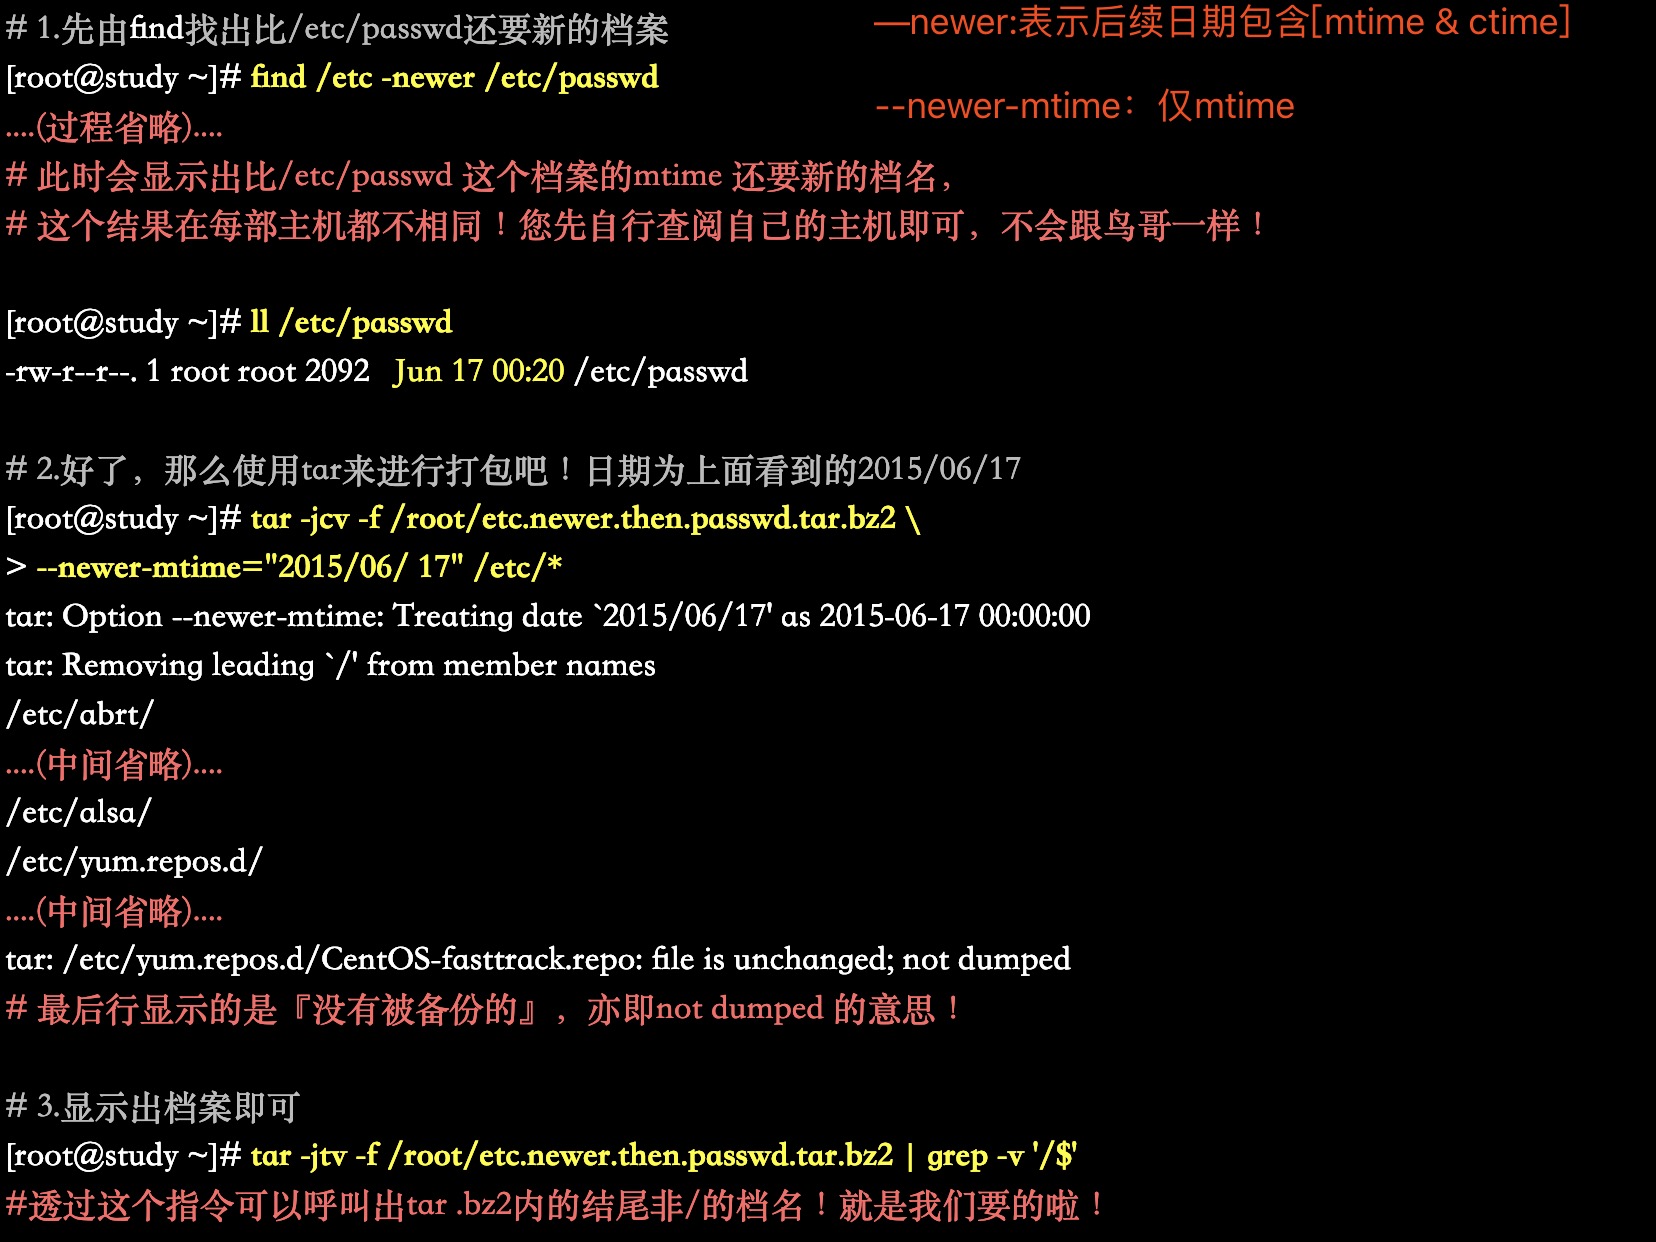 # 1.先由find找出比/etc/passwd还要新的档案
—newer:表示后续日期包含[mtime & ctime]
[root@study ~]# find /etc -newer /etc/passwd
--newer-mtime：仅mtime
....(过程省略)....
# 此时会显示出比/etc/passwd 这个档案的mtime 还要新的档名，
# 这个结果在每部主机都不相同！您先自行查阅自己的主机即可，不会跟鸟哥一样！
[root@study ~]# ll /etc/passwd
-rw-r--r--. 1 root root 2092 Jun 17 00:20 /etc/passwd
# 2.好了，那么使用tar来进行打包吧！日期为上面看到的2015/06/17
[root@study ~]# tar -jcv -f /root/etc.newer.then.passwd.tar.bz2 \
> --newer-mtime="2015/06/ 17" /etc/*
tar: Option --newer-mtime: Treating date `2015/06/17' as 2015-06-17 00:00:00
tar: Removing leading `/' from member names
/etc/abrt/
....(中间省略)....
/etc/alsa/
/etc/yum.repos.d/
....(中间省略)....
tar: /etc/yum.repos.d/CentOS-fasttrack.repo: file is unchanged; not dumped
# 最后行显示的是『没有被备份的』，亦即not dumped 的意思！
# 3.显示出档案即可
[root@study ~]# tar -jtv -f /root/etc.newer.then.passwd.tar.bz2 | grep -v '/$'
#透过这个指令可以呼叫出tar .bz2内的结尾非/的档名！就是我们要的啦！